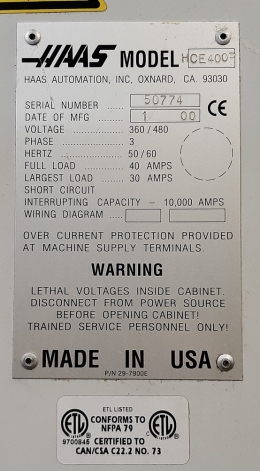 HAAS MODEL HCE400
HAAS AUTOMATION, INC, OXNARD, CA. 93030
SERIAL NUMBER ...... 50774
DATE OF MFG ........ 1 00 CE
VOLTAGE ............... 360/480
PHASE ................... 3
HERTZ ................... 50/60
FULL LOAD ............ 40 AMPS
LARGEST LOAD ...... 30 AMPS
SHORT CIRCUIT
INTERRUPTING CAPACITY – 10,000 AMPS
WIRING DIAGRAM .....
OVER CURRENT PROTECTION PROVIDED
AT MACHINE SUPPLY TERMINALS.
WARNING
LETHAL VOLTAGES INSIDE CABINET.
DISCONNECT FROM POWER SOURCE
BEFORE OPENING CABINET!
TRAINED SERVICE PERSONNEL ONLY!
MADE IN USA
P/N 29-7900E
ETL LISTED
CONFORMS TO
NFPA 79
9700845 CERTIFIED TO
CAN/CSA C22.2 NO. 73